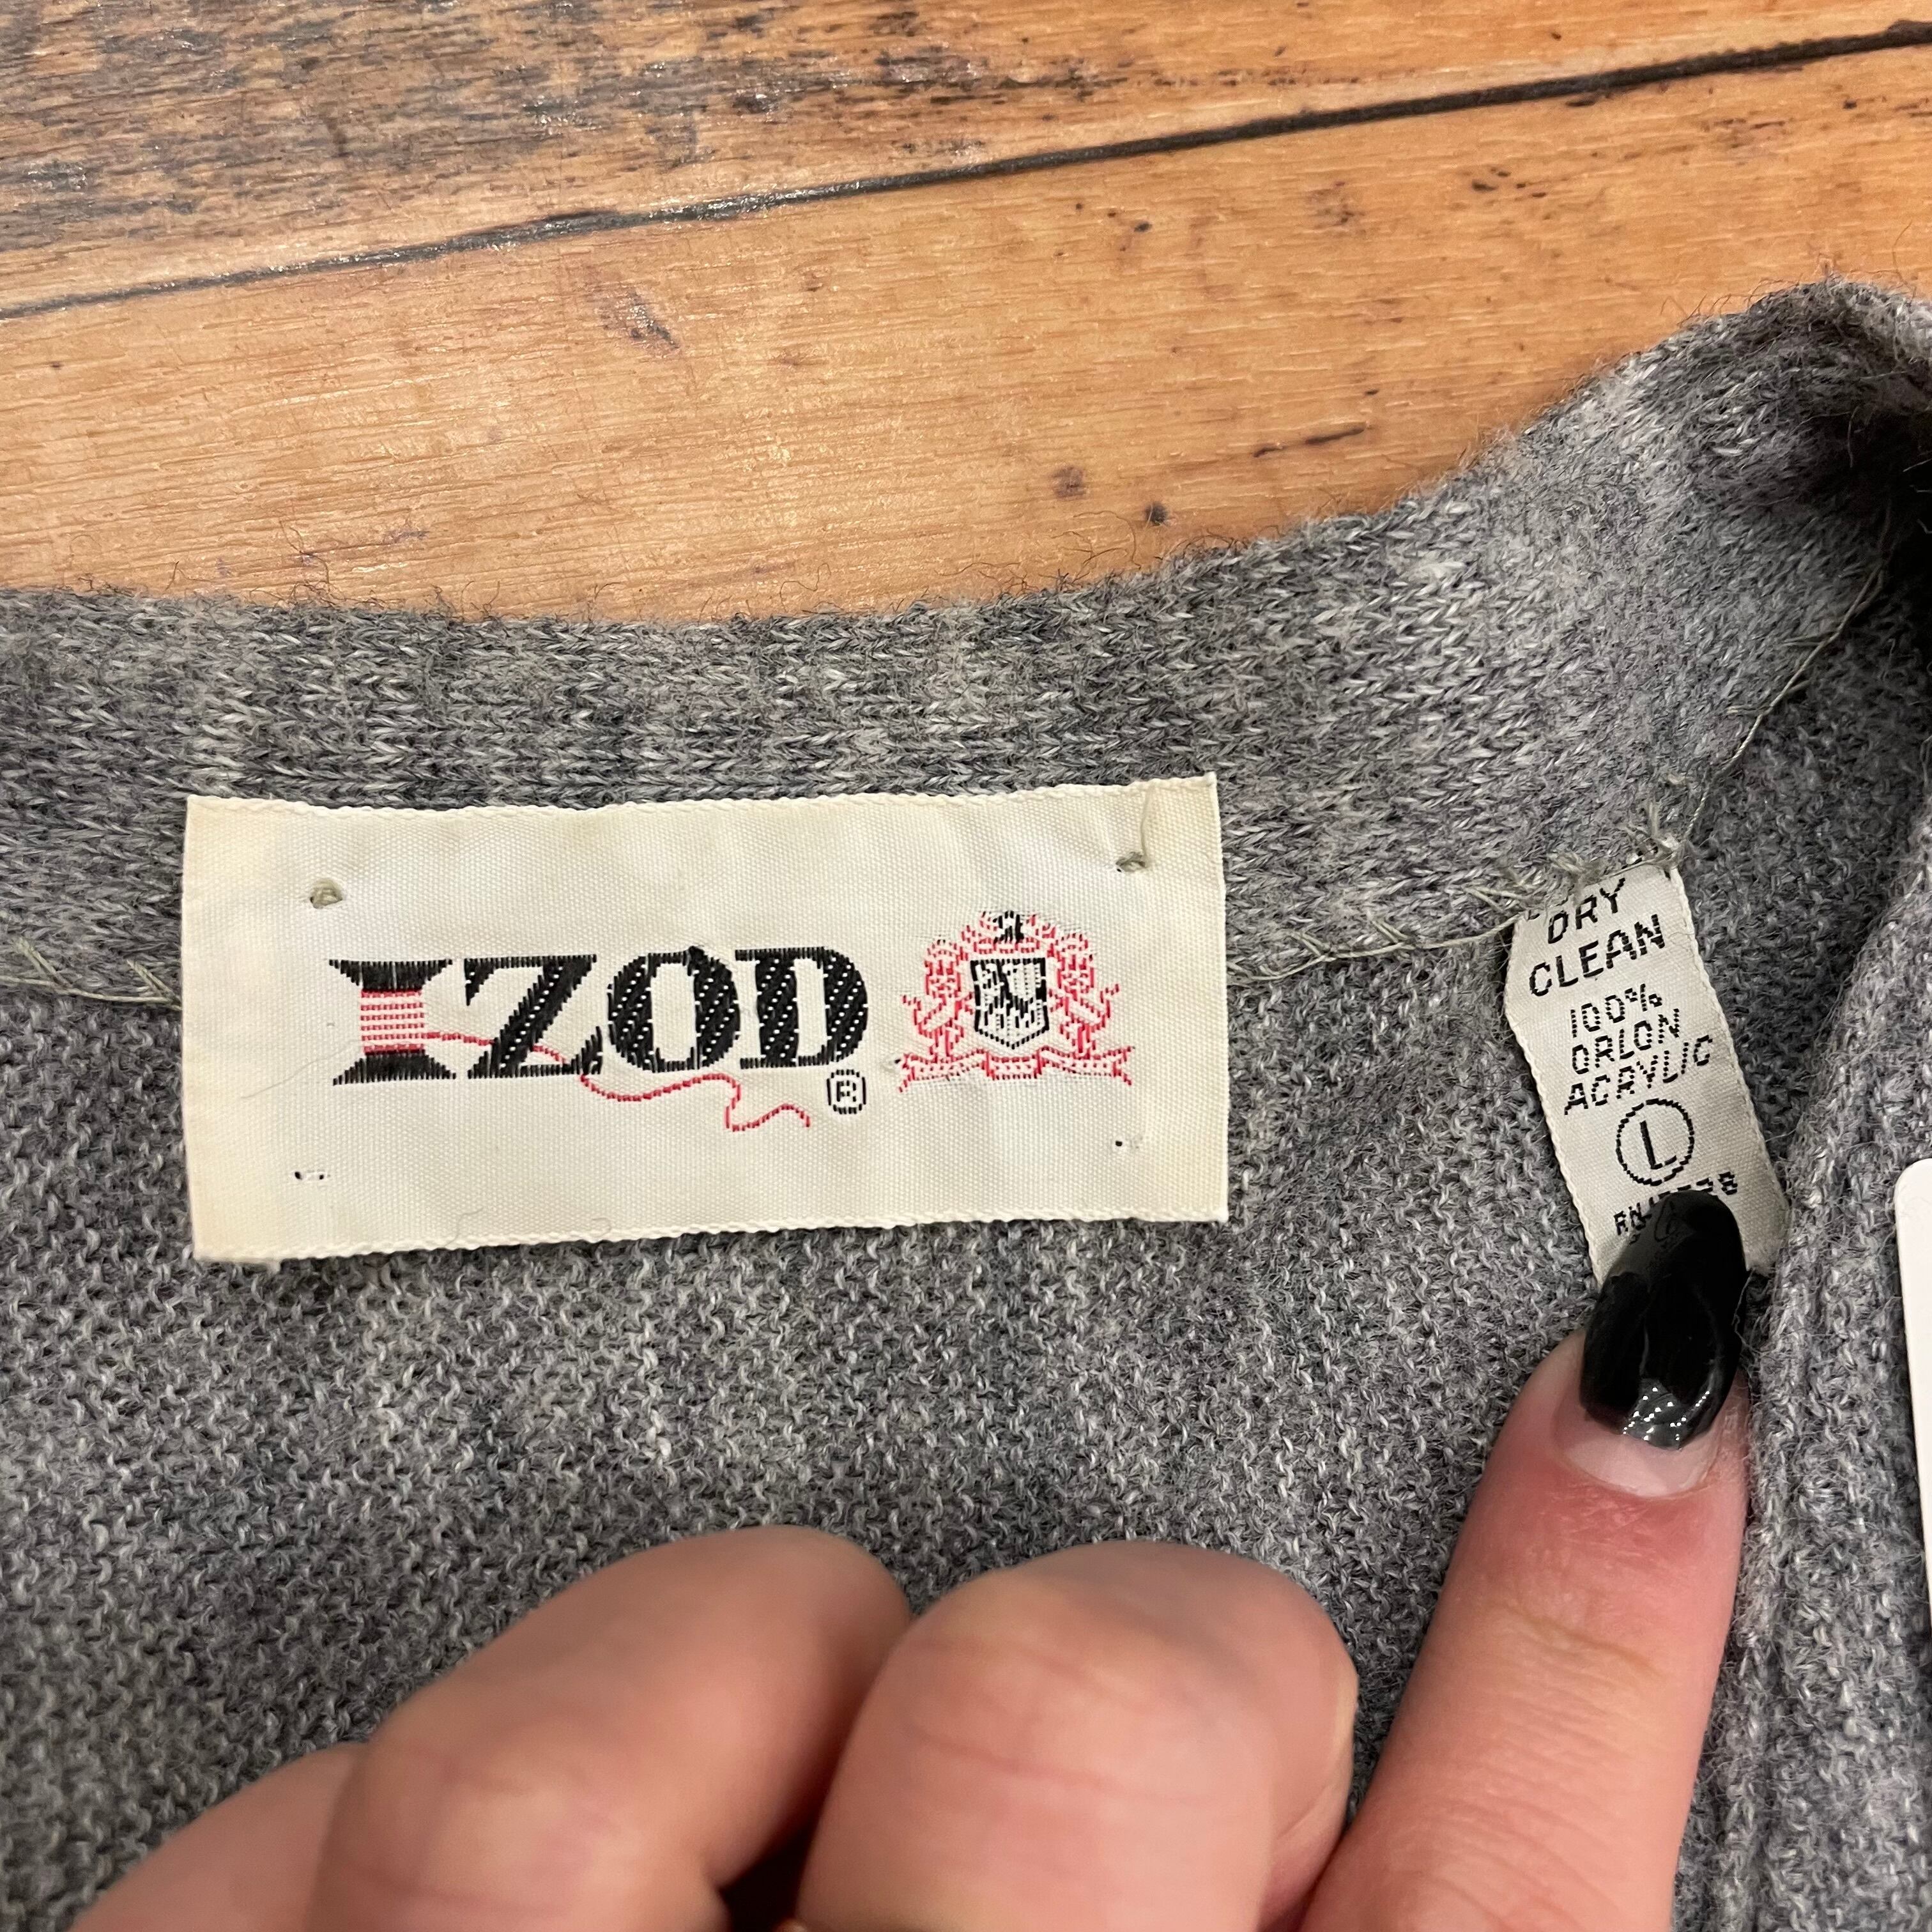 IZOD ®
DRY
CLEAN
100%
ORLON
ACRYLIC
L